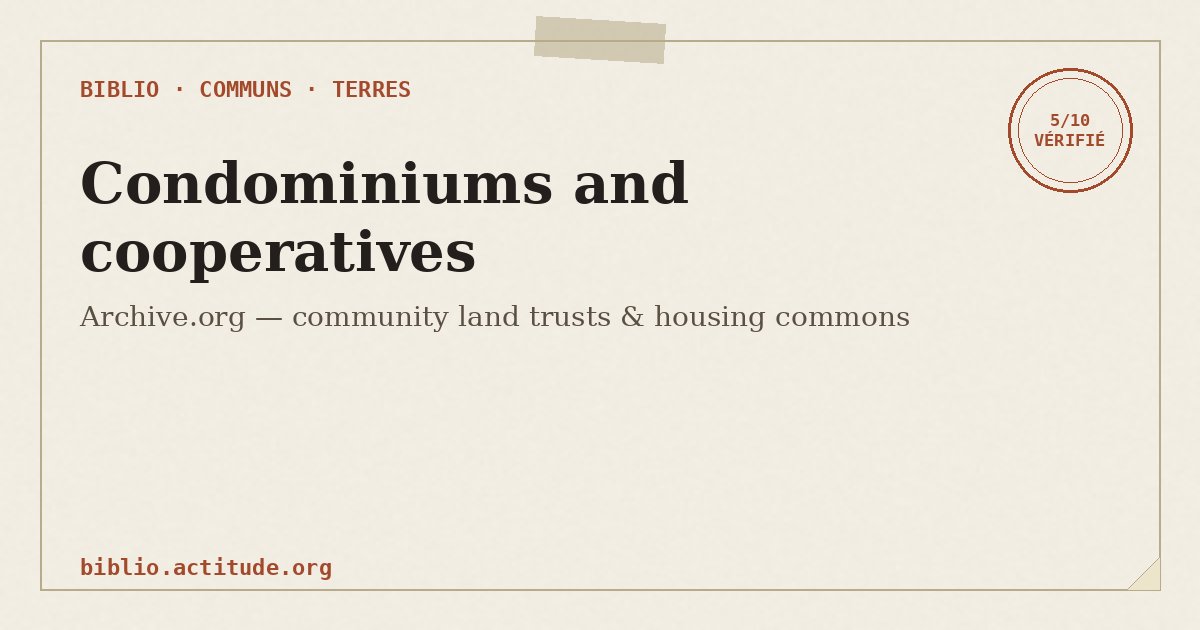 BIBLIO · COMMUNS · TERRES
5/10
VÉRIFIÉ
Condominiums and
cooperatives
Archive.org — community land trusts & housing commons
biblio.actitude.org